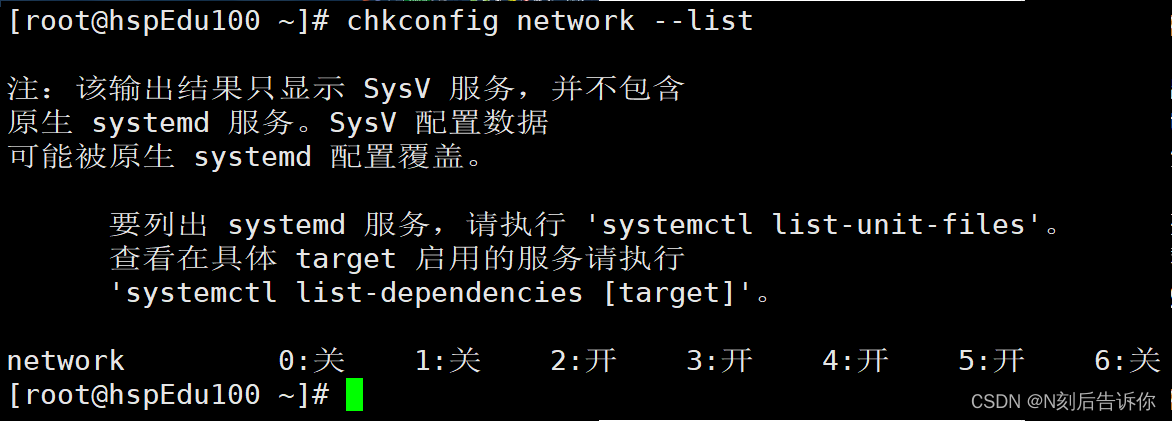 [root@hspEdu100 ~]# chkconfig network --list
注：该输出结果只显示 SysV 服务，并不包含
原生 systemd 服务。SysV 配置数据
可能被原生 systemd 配置覆盖。
要列出 systemd 服务，请执行 'systemctl list-unit-files'。
查看在具体 target 启用的服务请执行
'systemctl list-dependencies [target]'。
network 0:关 1:关 2:开 3:开 4:开 5:开 6:关
[root@hspEdu100 ~]#
CSDN @N刻后告诉你